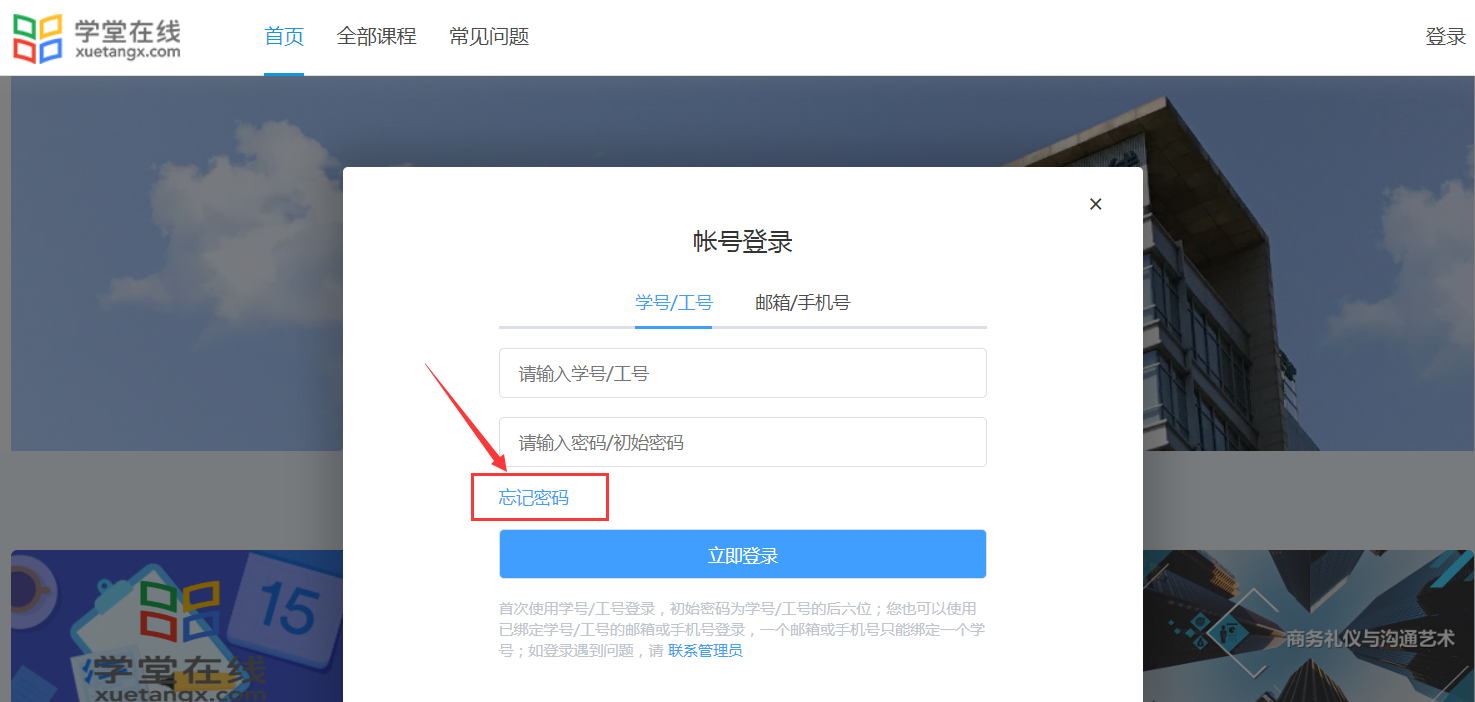 学堂在线
xuetangx.com
首页 全部课程 常见问题 登录
×
帐号登录
学号/工号 邮箱/手机号
请输入学号/工号
请输入密码/初始密码
忘记密码
立即登录
首次使用学号/工号登录，初始密码为学号/工号的后六位；您也可以使用
已绑定学号/工号的邮箱或手机号登录，一个邮箱或手机号只能绑定一个学
号；如登录遇到问题，请 联系管理员
15
学堂在线
xuetangx.com
商务礼仪与沟通艺术